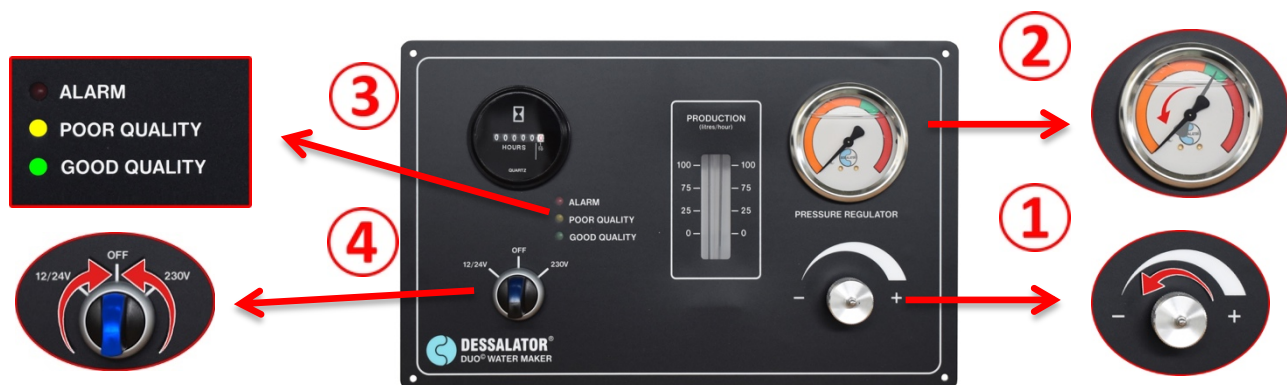 ALARM
POOR QUALITY
GOOD QUALITY
12/24V
OFF
230V
3
4
000000
HOURS
QUARTZ
ALARM
POOR QUALITY
GOOD QUALITY
12/24V
OFF
230V
DESSALATOR®
DUO© WATER MAKER
PRODUCTION
(litres/hour)
100 100
75 75
25 25
0 0
PRESSURE REGULATOR
- +
2
1
- +